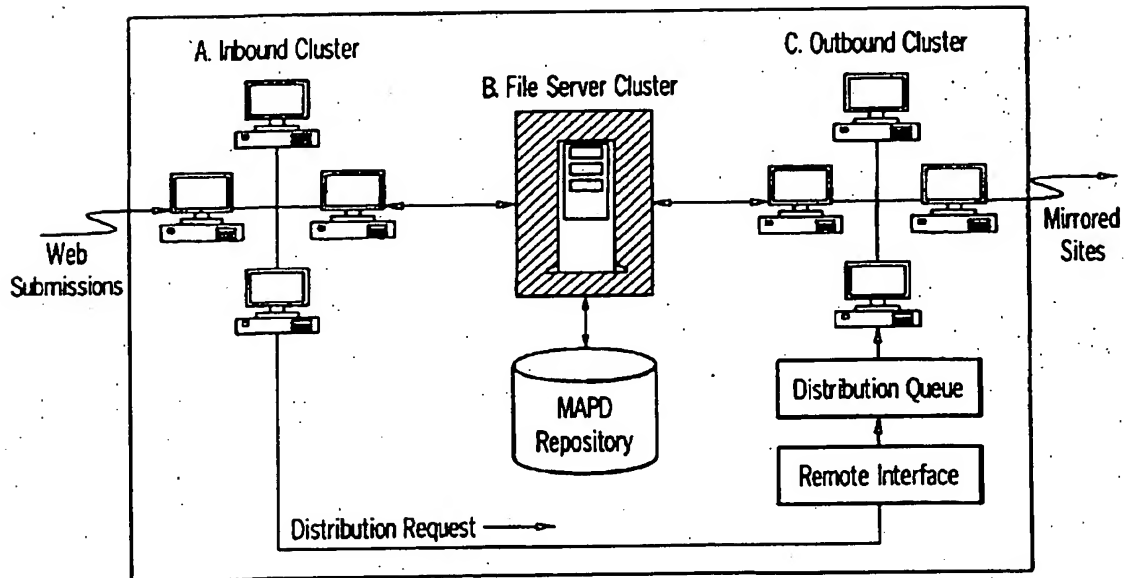 A. Inbound Cluster
C. Outbound Cluster
B. File Server Cluster
Web
Submissions
Mirrored
Sites
MAPD
Repository
Distribution Queue
Remote Interface
Distribution Request